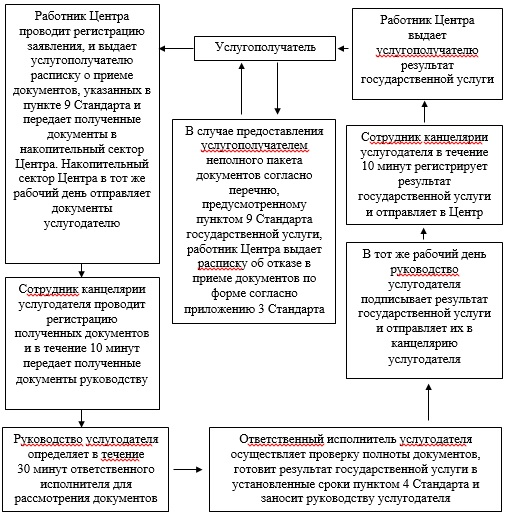 Работник Центра
проводит регистрацию
заявления, и выдает
услугополучателю
расписку о приеме
документов, указанных в
пункте 9 Стандарта и
передает полученные
документы в
накопительный сектор
Центра. Накопительный
сектор Центра в тот же
рабочий день отправляет
документы
услугодателю
Услугополучатель
Работник Центра
выдает
услугополучателю
результат
государственной услуги
В случае предоставления
услугополучателем
неполного пакета
документов согласно
перечню,
предусмотренному
пунктом 9 Стандарта
государственной услуги,
работник Центра выдает
расписку об отказе в
приеме документов по
форме согласно
приложению 3 Стандарта
Сотрудник канцелярии
услугодателя в течение
10 минут регистрирует
результат
государственной услуги
и отправляет в Центр
В тот же рабочий день
руководство
услугодателя
подписывает результат
государственной услуги
и отправляет их в
канцелярию
услугодателя
Сотрудник канцелярии
услугодателя проводит
регистрацию
полученных документов
и в течение 10 минут
передает полученные
документы руководству
Руководство услугодателя
определяет в течение
30 минут ответственного
исполнителя для
рассмотрения документов
Ответственный исполнитель услугодателя
осуществляет проверку полноты документов,
готовит результат государственной услуги в
установленные сроки пунктом 4 Стандарта и
заносит руководству услугодателя